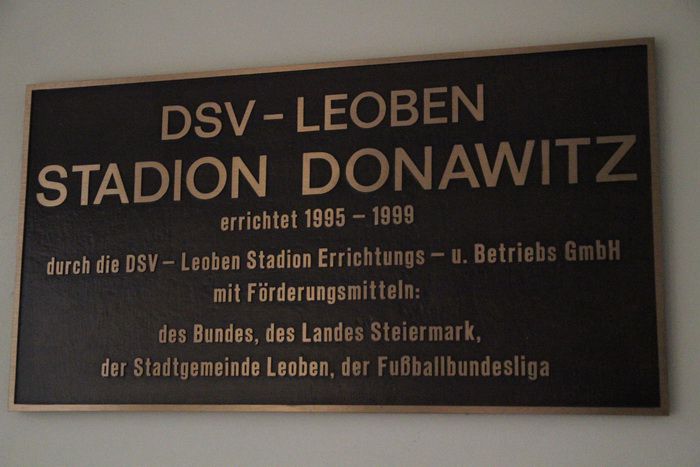 DSV – LEOBEN
STADION DONAWITZ
errichtet 1995 – 1999
durch die DSV – Leoben Stadion Errichtungs – u. Betriebs GmbH
mit Förderungsmitteln:
des Bundes, des Landes Steiermark,
der Stadtgemeinde Leoben, der Fußballbundesliga